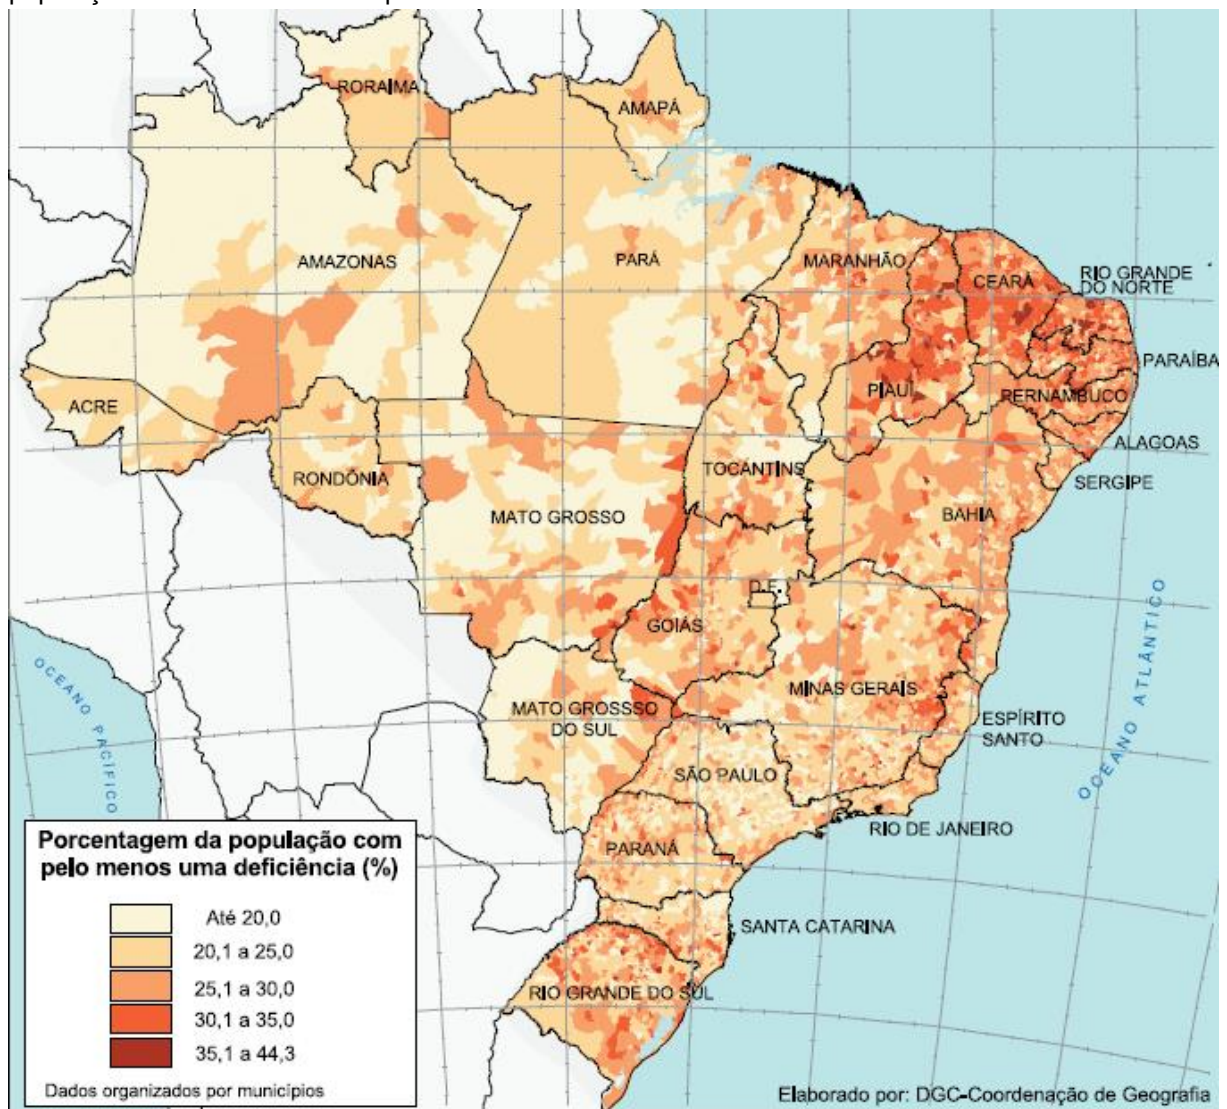 RORAIMA
AMAPÁ
AMAZONAS
PARÁ
MARANHÃO
CEARÁ
RIO GRANDE
DO NORTE
PARAÍBA
PIAUÍ
PERNAMBUCO
ACRE
ALAGOAS
TOCANTINS
RONDÔNIA
SERGIPE
MATO GROSSO
BAHIA
D.F.
GOIÁS
MINAS GERAIS
MATO GROSSSO
DO SUL
ESPÍRITO
SANTO
SÃO PAULO
RIO DE JANEIRO
PARANÁ
SANTA CATARINA
RIO GRANDE DO SUL
OCEANO PACÍFICO
OCEANO ATLÂNTICO
Porcentagem da população com
pelo menos uma deficiência (%)
Até 20,0
20,1 a 25,0
25,1 a 30,0
30,1 a 35,0
35,1 a 44,3
Dados organizados por municípios
Elaborado por: DGC-Coordenação de Geografia